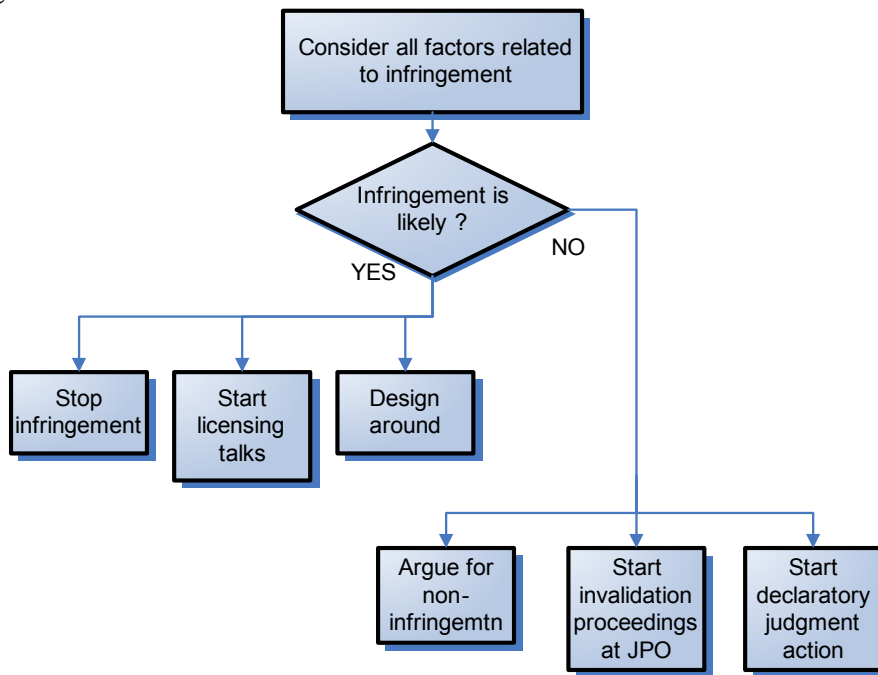 Consider all factors related
to infringement
Infringement is
likely ?
YES
NO
Stop
infringement
Start
licensing
talks
Design
around
Argue for
non-
infringemtn
Start
invalidation
proceedings
at JPO
Start
declaratory
judgment
action